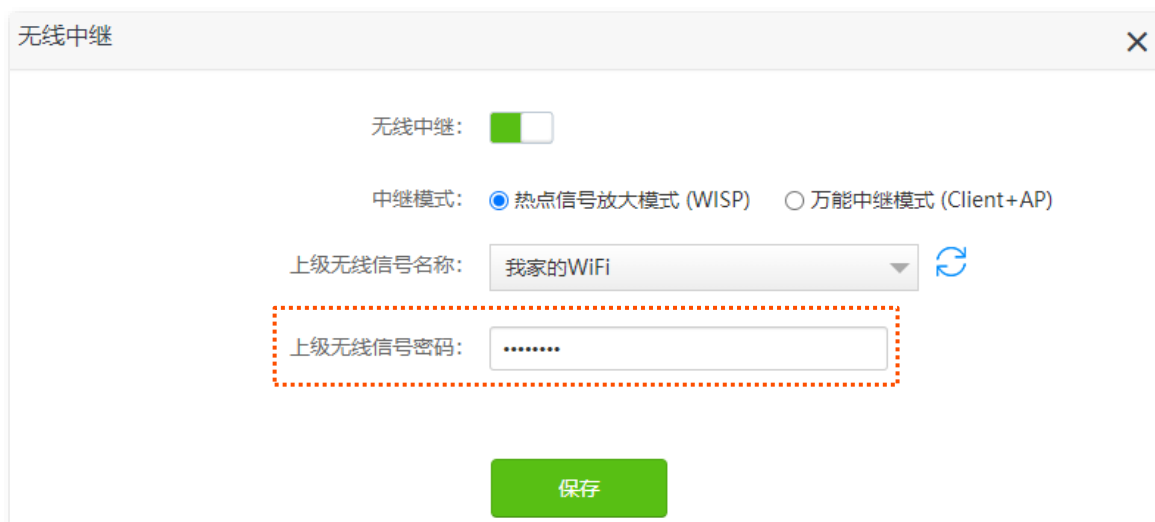 无线中继
无线中继：
中继模式： 热点信号放大模式 (WISP) 万能中继模式 (Client+AP)
上级无线信号名称： 我家的WiFi
上级无线信号密码： ••••••••
保存